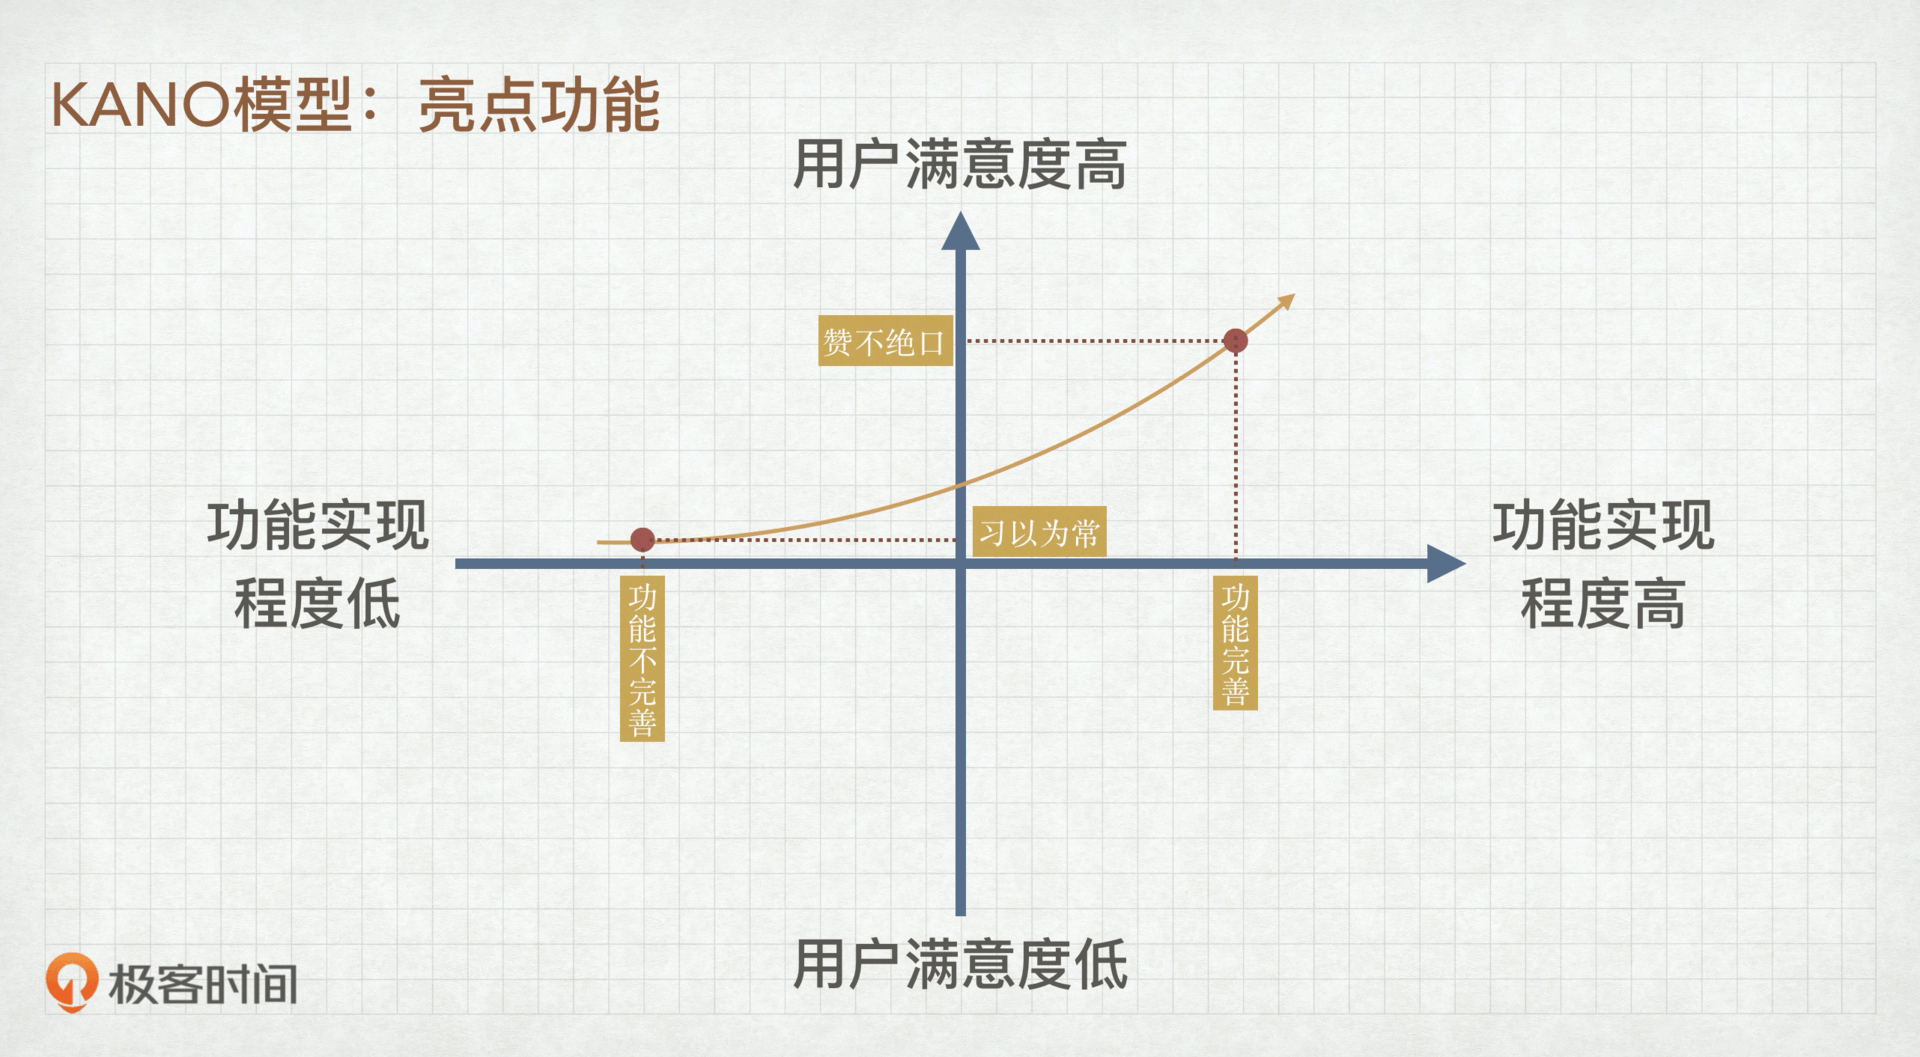 KANO模型：亮点功能
用户满意度高
赞不绝口
功能实现
程度低
习以为常
功能实现
程度高
功能不完善
功能完善
用户满意度低
极客时间